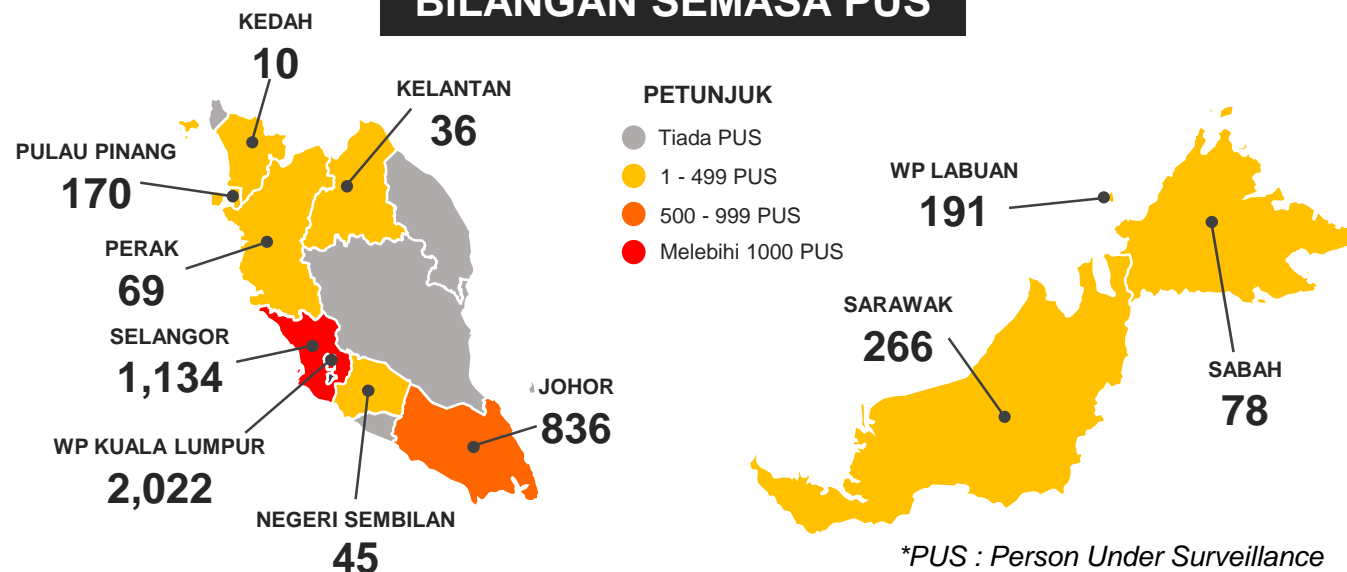 BILANGAN SEMASA PUS
KEDAH
10
KELANTAN
36
PULAU PINANG
170
PERAK
69
SELANGOR
1,134
WP KUALA LUMPUR
2,022
NEGERI SEMBILAN
45
JOHOR
836
PETUNJUK
Tiada PUS
1 - 499 PUS
500 - 999 PUS
Melebihi 1000 PUS
WP LABUAN
191
SARAWAK
266
SABAH
78
*PUS : Person Under Surveillance